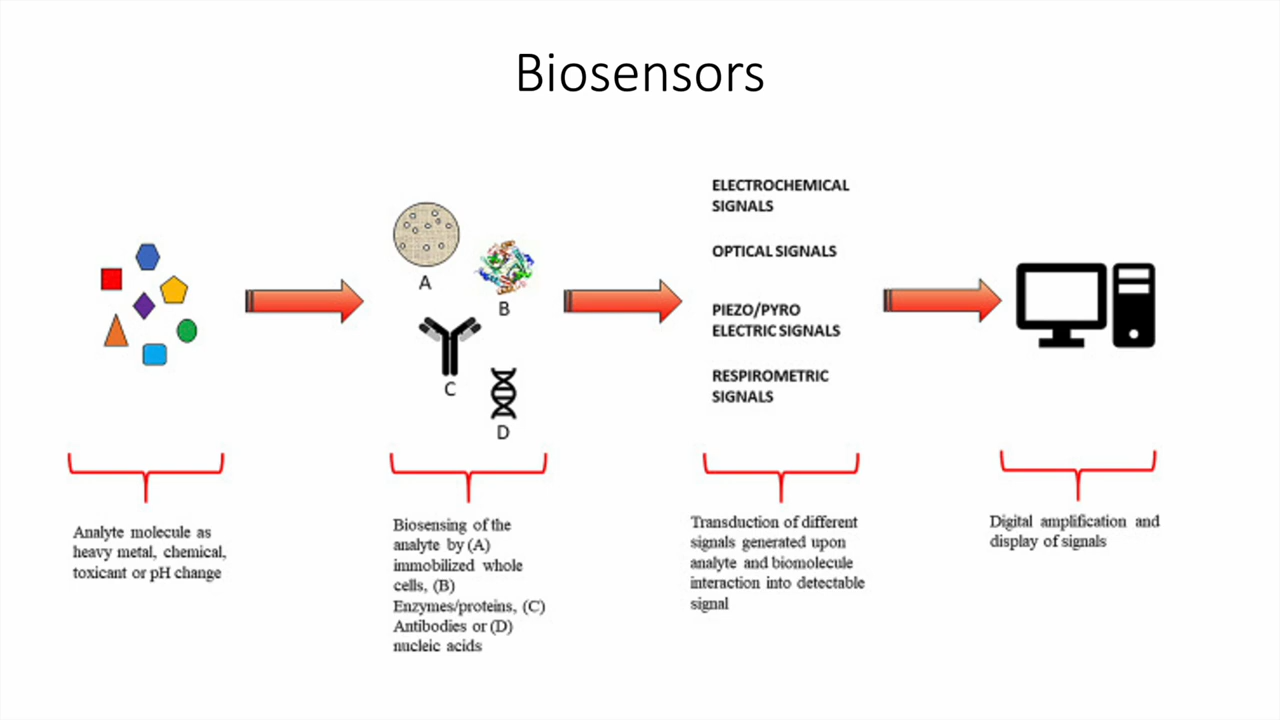 Biosensors
A
B
C
D
ELECTROCHEMICAL
SIGNALS
OPTICAL SIGNALS
PIEZO/PYRO
ELECTRIC SIGNALS
RESPIROMETRIC
SIGNALS
Analyte molecule as
heavy metal, chemical,
toxicant or pH change
Biosensing of the
analyte by (A)
immobilized whole
cells, (B)
Enzymes/proteins, (C)
Antibodies or (D)
nucleic acids
Transduction of different
signals generated upon
analyte and biomolecule
interaction into detectable
signal
Digital amplification and
display of signals